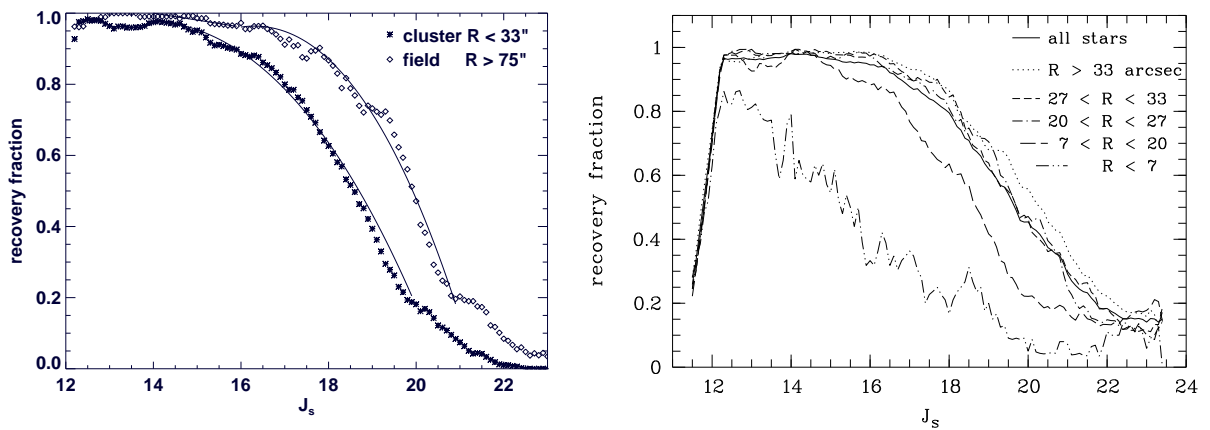 1.0
0.8
0.6
0.4
0.2
0.0
recovery fraction
12 14 16 18 20 22
Js
cluster R < 33"
field R > 75"
1
0.8
0.6
0.4
0.2
0
recovery fraction
12 14 16 18 20 22 24
Js
all stars
R > 33 arcsec
27 < R < 33
20 < R < 27
7 < R < 20
R < 7